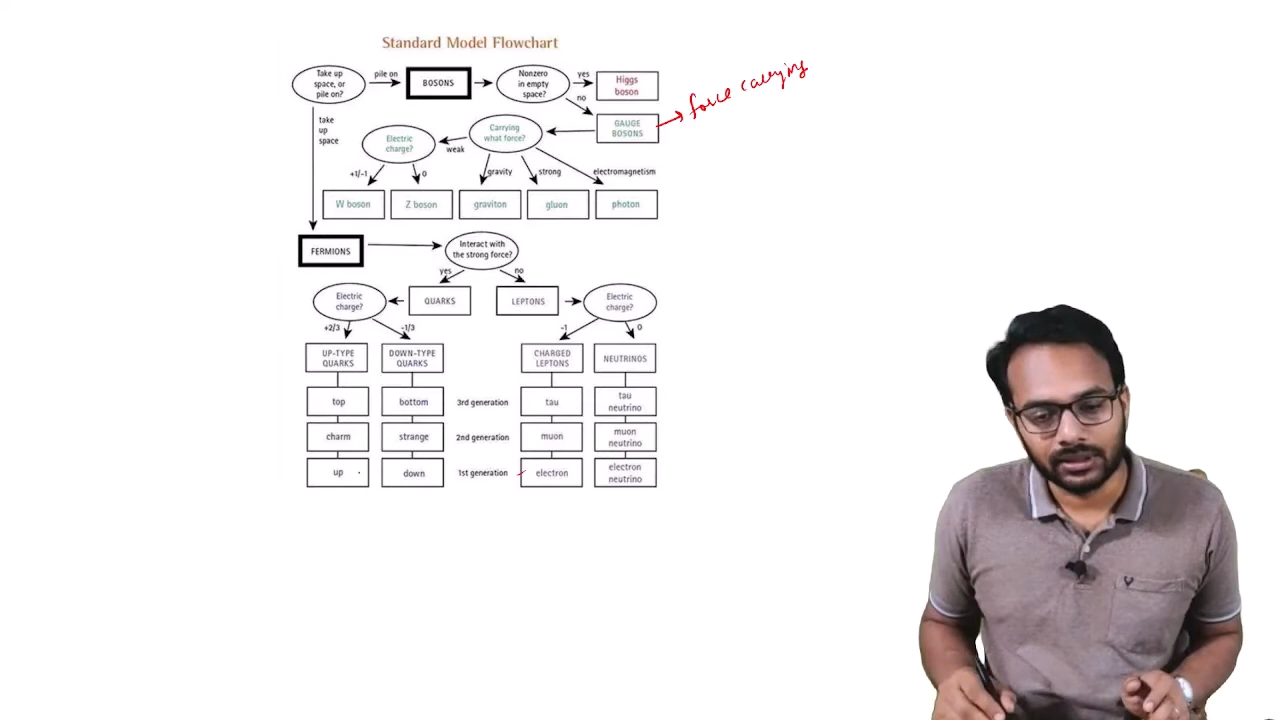 Standard Model Flowchart
Take up
space, or
pile on?
pile on
BOSONS
Nonzero
in empty
space?
yes
Higgs
boson
no
GAUGE
BOSONS
force carrying
take
up
space
Carrying
what force?
Electric
charge?
weak
+1/-1
0
gravity
strong
electromagnetism
W boson
Z boson
graviton
gluon
photon
FERMIONS
Interact with
the strong force?
yes
no
Electric
charge?
QUARKS
LEPTONS
Electric
charge?
+2/3
-1/3
-1
0
UP-TYPE
QUARKS
DOWN-TYPE
QUARKS
CHARGED
LEPTONS
NEUTRINOS
top
bottom
3rd generation
tau
tau
neutrino
charm
strange
2nd generation
muon
muon
neutrino
up
down
1st generation
electron
electron
neutrino